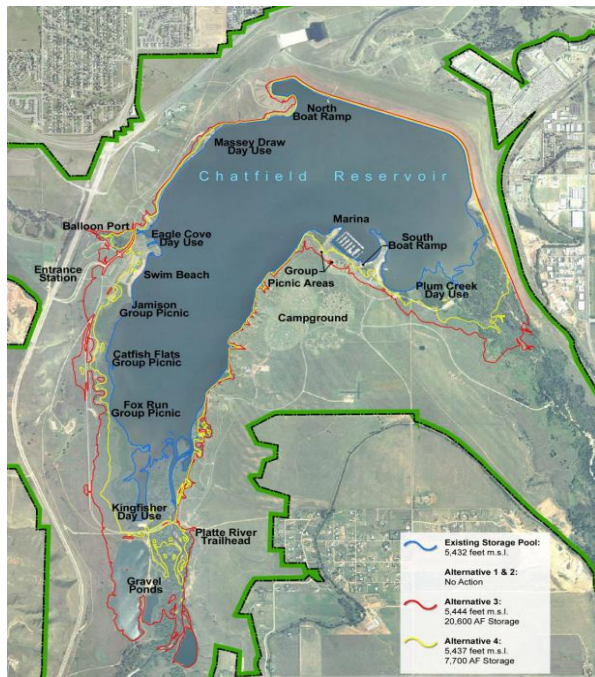 North
Boat Ramp
Massey Draw
Day Use
Chatfield Reservoir
Balloon Port
Eagle Cove
Day Use
Marina
South
Boat Ramp
Entrance
Station
Swim Beach
Group
Picnic Areas
Plum Creek
Day Use
Jamison
Group Picnic
Campground
Catfish Flats
Group Picnic
Fox Run
Group Picnic
Kingfisher
Day Use
Platte River
Trailhead
Gravel
Ponds
Existing Storage Pool:
5,432 feet m.s.l.
Alternative 1 & 2:
No Action
Alternative 3:
5,444 feet m.s.l.
20,600 AF Storage
Alternative 4:
5,437 feet m.s.l.
7,700 AF Storage